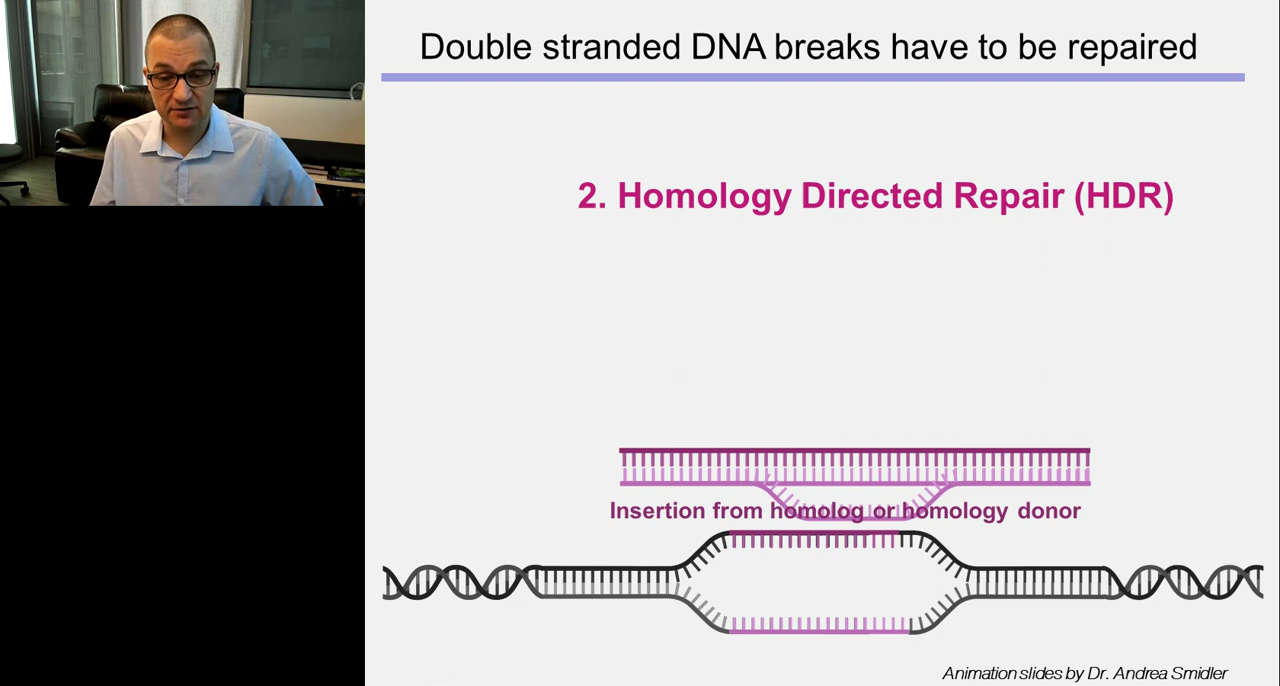 Double stranded DNA breaks have to be repaired
2. Homology Directed Repair (HDR)
Insertion from homolog or homology donor
Animation slides by Dr. Andrea Smidler